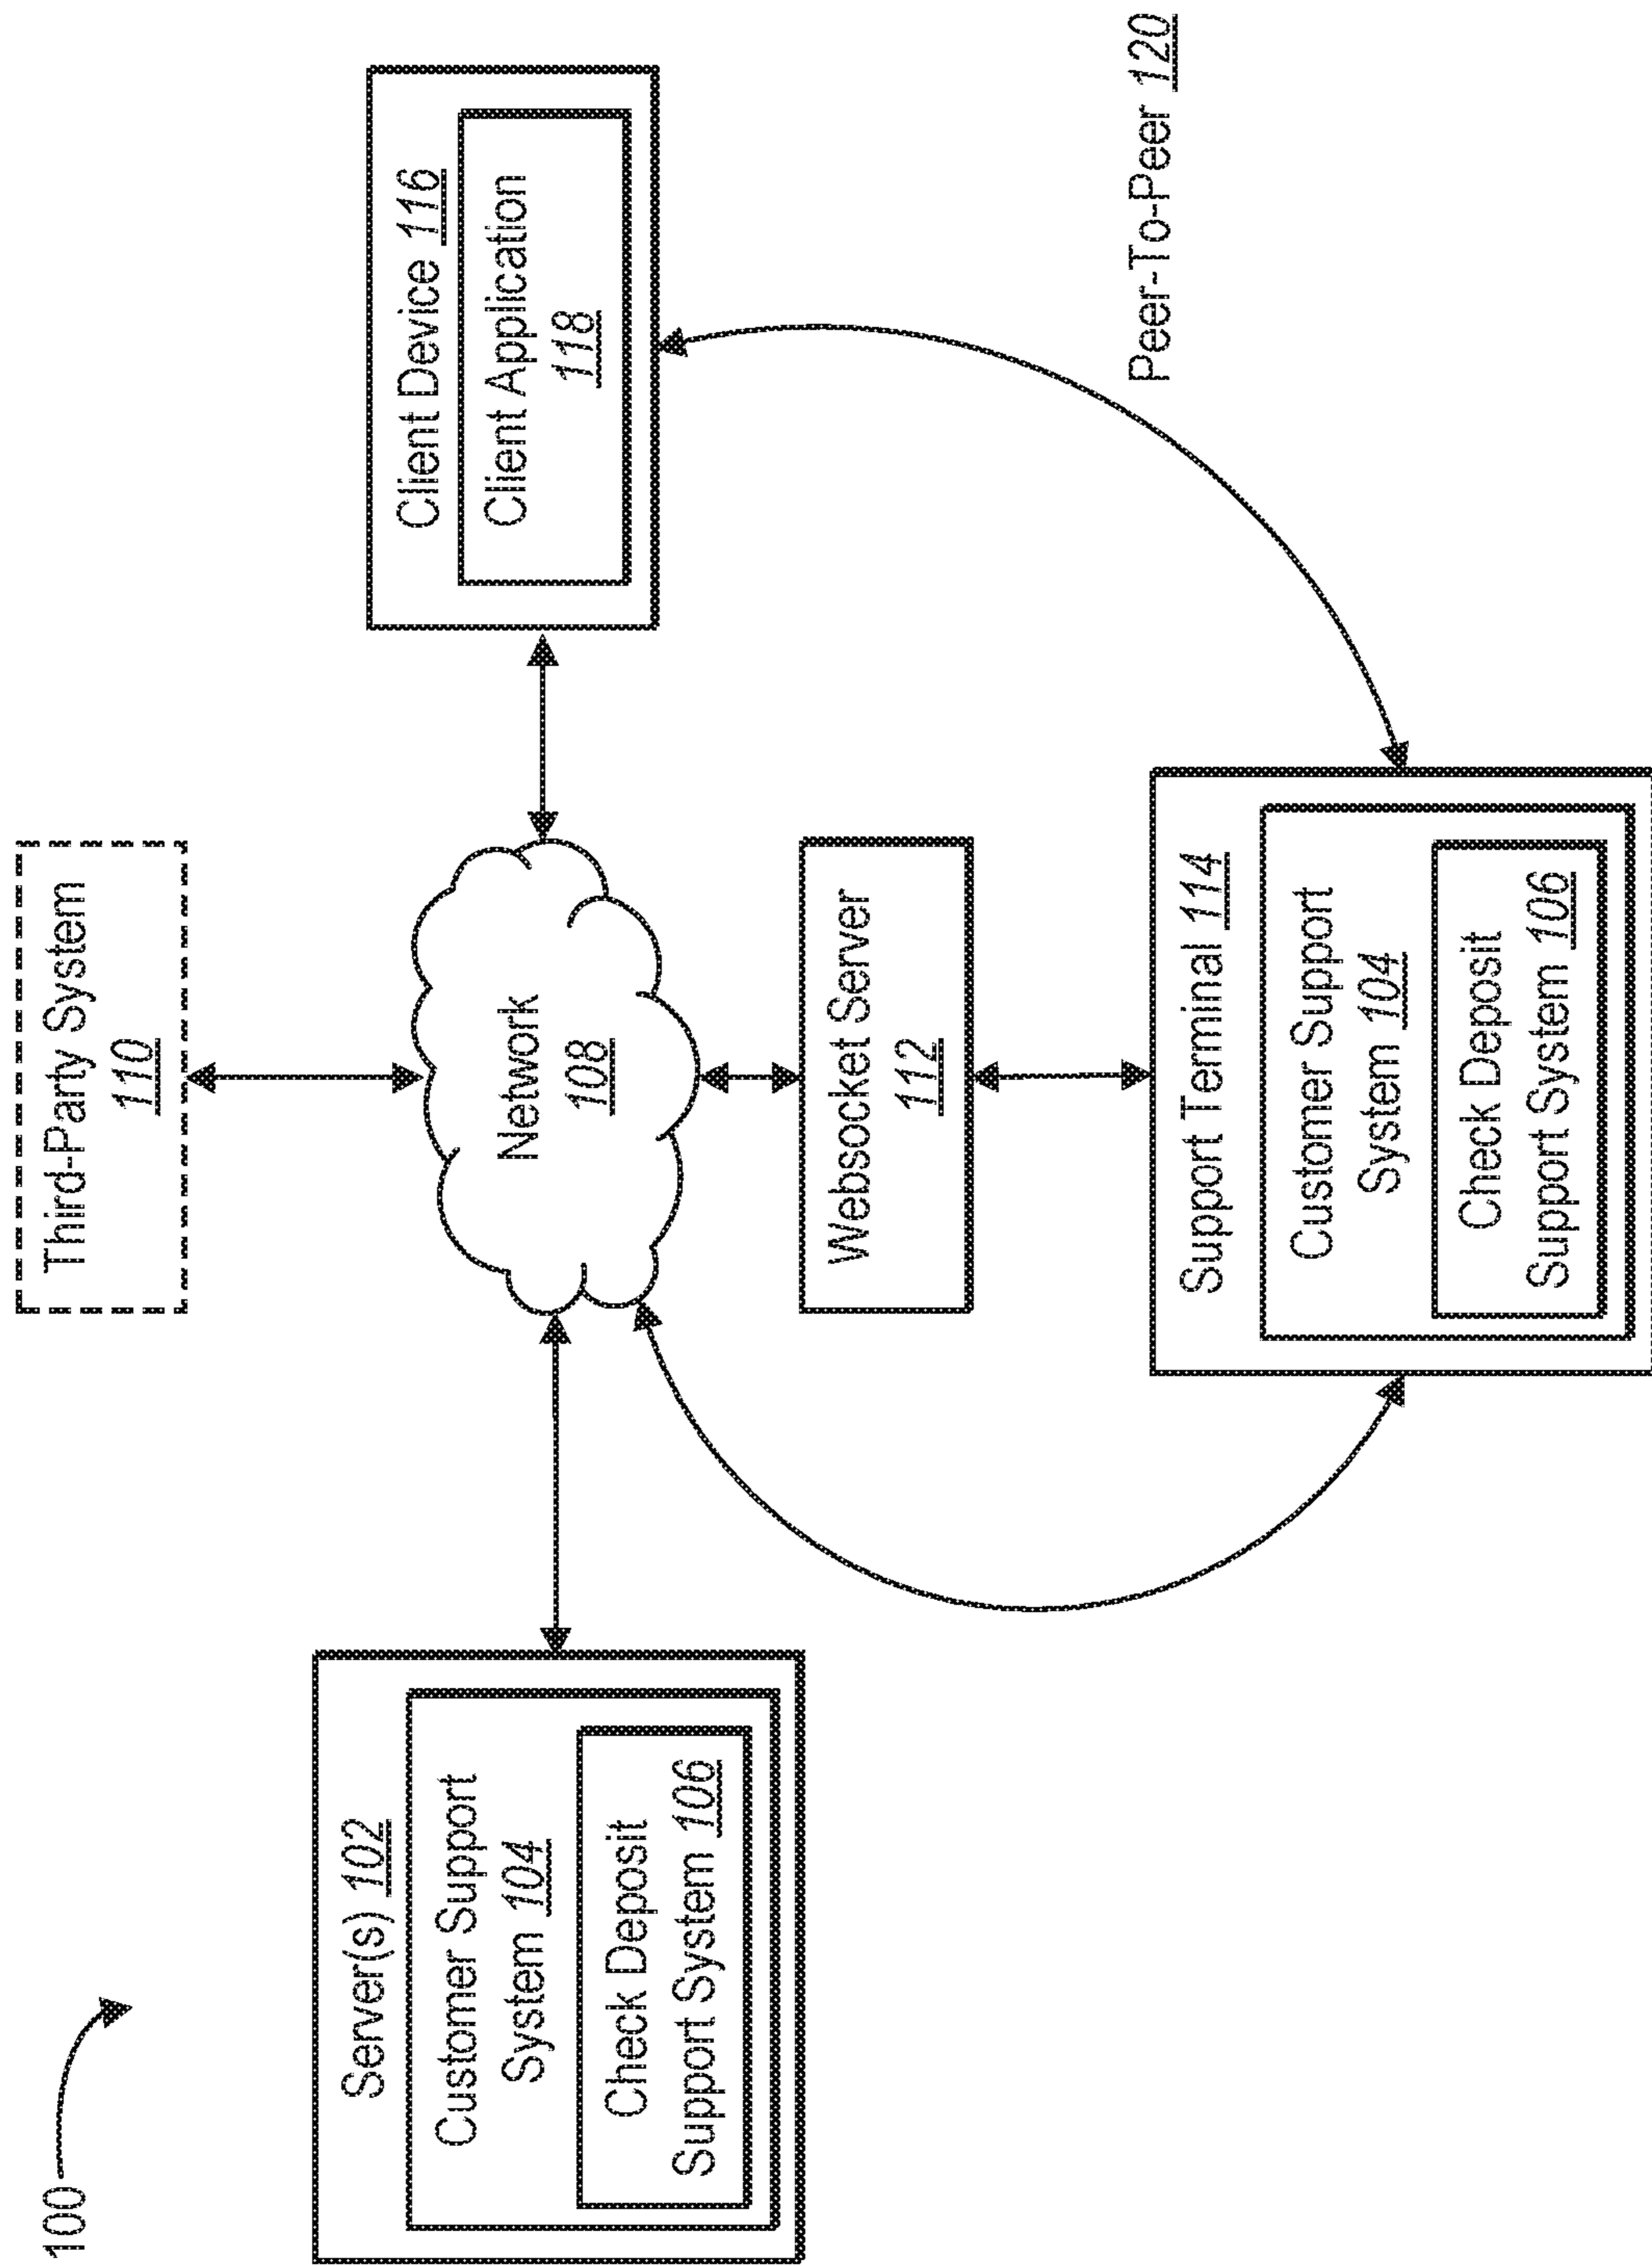 100
Server(s) 102
Customer Support
System 104
Check Deposit
Support System 106
Third-Party System
110
Network
108
Websocket Server
112
Support Terminal 114
Customer Support
System 104
Check Deposit
Support System 106
Client Device 116
Client Application
118
Peer-To-Peer 120